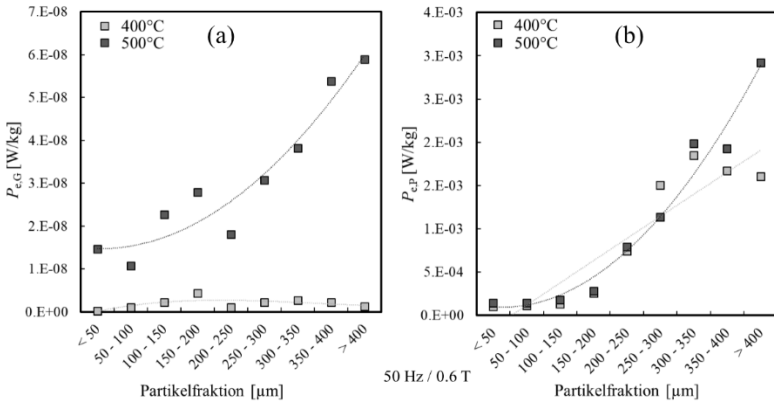 7.E-08
6.E-08
5.E-08
4.E-08
3.E-08
2.E-08
1.E-08
0.E+00
P e,G [W/kg]
400°C
500°C
(a)
< 50
50 - 100
100 - 150
150 - 200
200 - 250
250 - 300
300 - 350
350 - 400
> 400
Partikelfraktion [µm]
50 Hz / 0.6 T
4.E-03
3.E-03
3.E-03
2.E-03
2.E-03
1.E-03
5.E-04
0.E+00
P e,P [W/kg]
400°C
500°C
(b)
< 50
50 - 100
100 - 150
150 - 200
200 - 250
250 - 300
300 - 350
350 - 400
> 400
Partikelfraktion [µm]